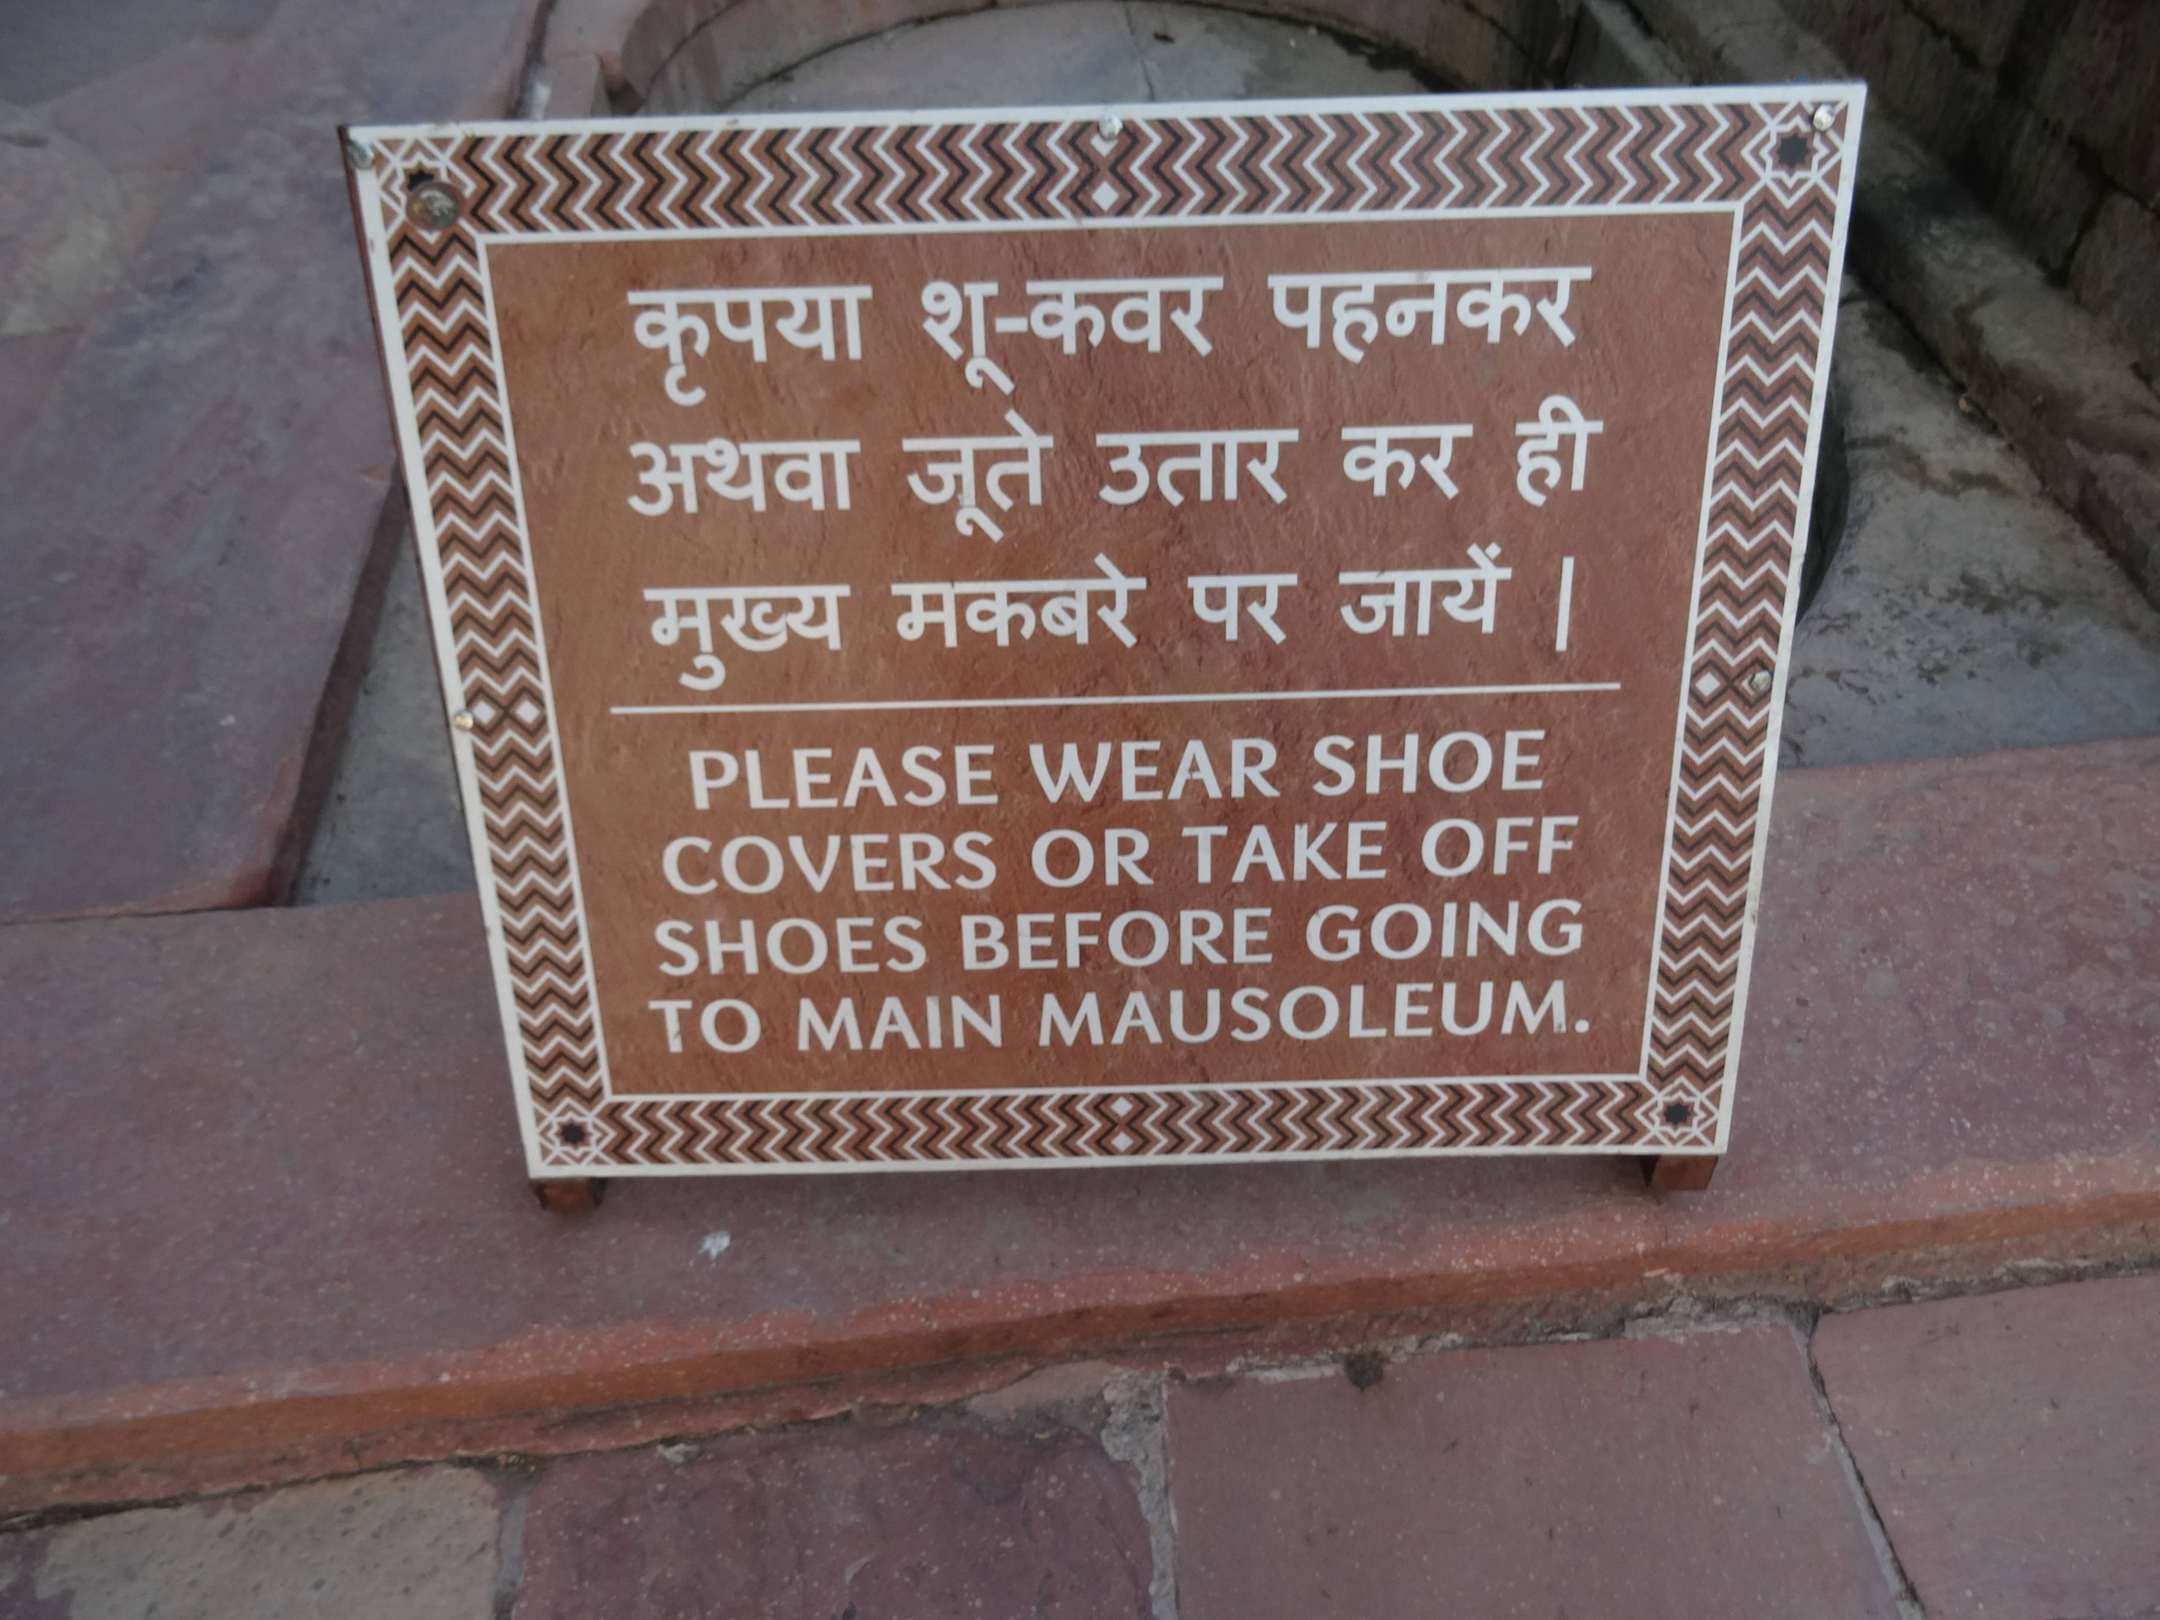 कृपया शू-कवर पहनकर
अथवा जूते उतार कर ही
मुख्य मकबरे पर जायें |
PLEASE WEAR SHOE
COVERS OR TAKE OFF
SHOES BEFORE GOING
TO MAIN MAUSOLEUM.